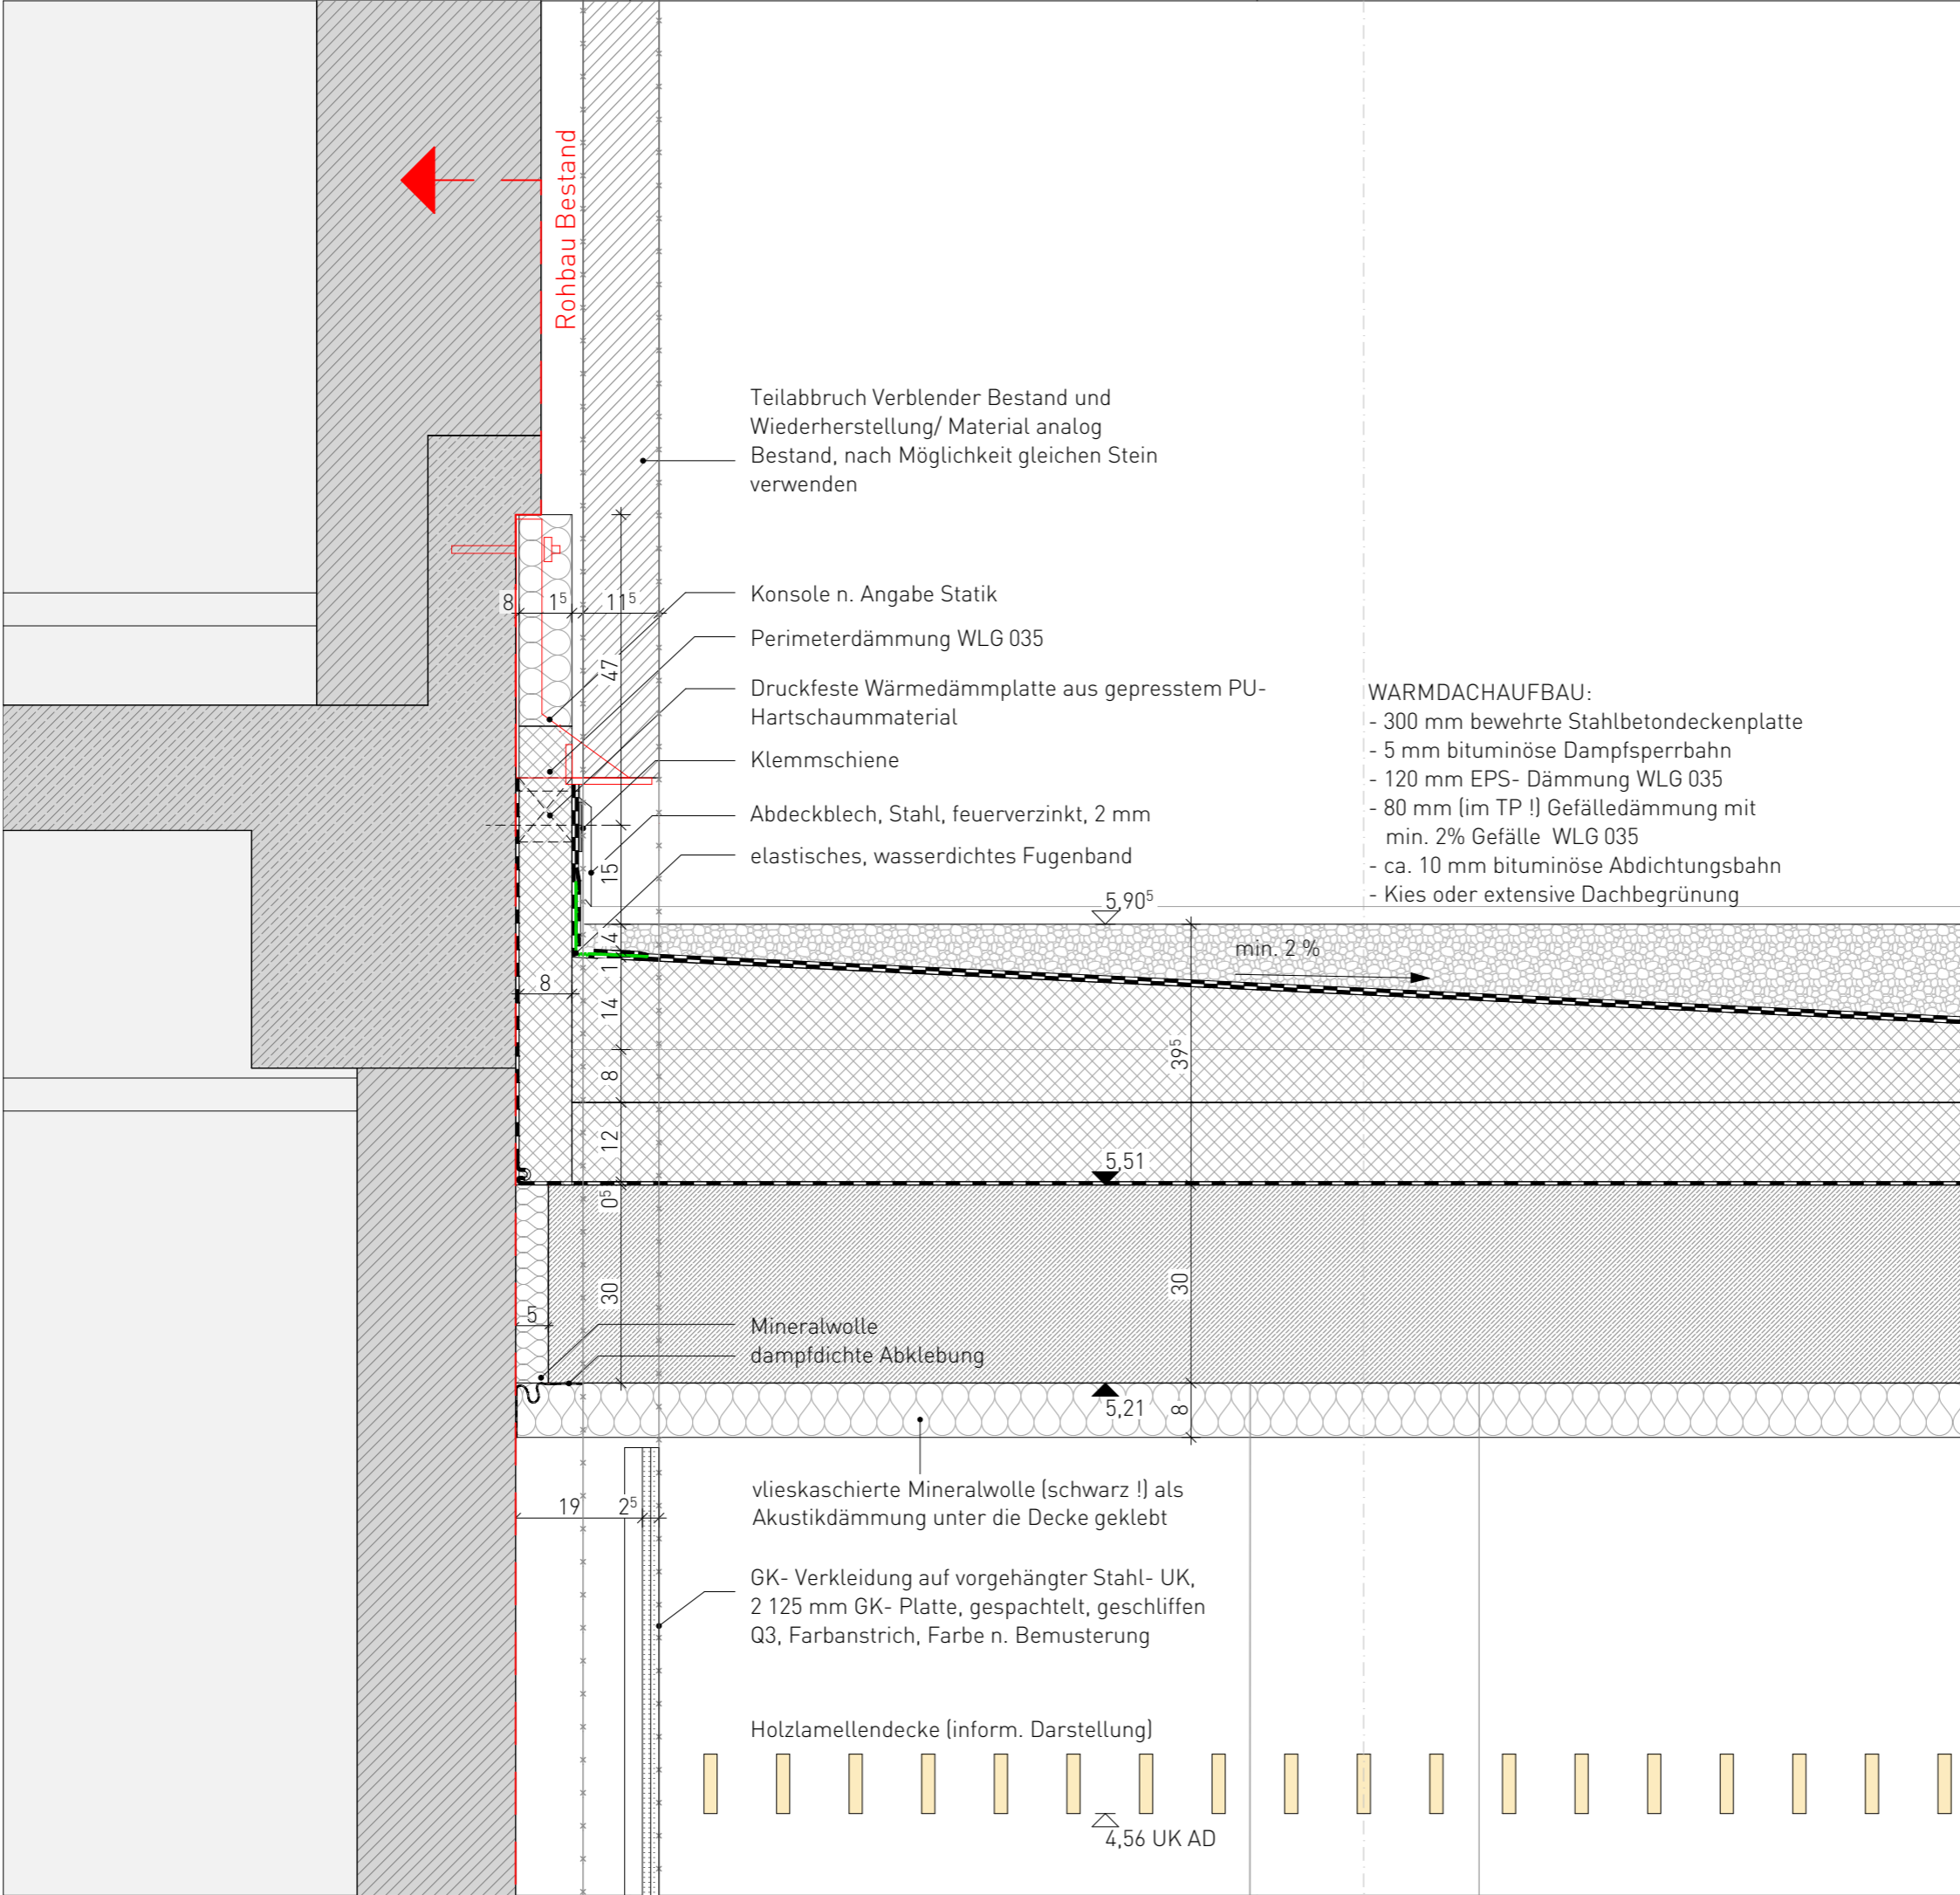 Rohbau Bestand
Teilabbruch Verblender Bestand und
Wiederherstellung/ Material analog
Bestand, nach Möglichkeit gleichen Stein
verwenden
8 1⁵ 11⁵
Konsole n. Angabe Statik
Perimeterdämmung WLG 035
47
Druckfeste Wärmedämmplatte aus gepresstem PU-
Hartschaummaterial
Klemmschiene
Abdeckblech, Stahl, feuerverzinkt, 2 mm
elastisches, wasserdichtes Fugenband
WARMDACHAUFBAU:
- 300 mm bewehrte Stahlbetondeckenplatte
- 5 mm bituminöse Dampfsperrbahn
- 120 mm EPS- Dämmung WLG 035
- 80 mm (im TP !) Gefälledämmung mit
min. 2% Gefälle WLG 035
- ca. 10 mm bituminöse Abdichtungsbahn
- Kies oder extensive Dachbegrünung
15
5,90⁵
4
min. 2 %
1
8
14
39⁵
8
12
5,51
0⁵
30
30
5
Mineralwolle
dampfdichte Abklebung
5,21
8
vlieskaschierte Mineralwolle (schwarz !) als
Akustikdämmung unter die Decke geklebt
19 2⁵
GK- Verkleidung auf vorgehängter Stahl- UK,
2 125 mm GK- Platte, gespachtelt, geschliffen
Q3, Farbanstrich, Farbe n. Bemusterung
Holzlamellendecke (inform. Darstellung)
4,56 UK AD